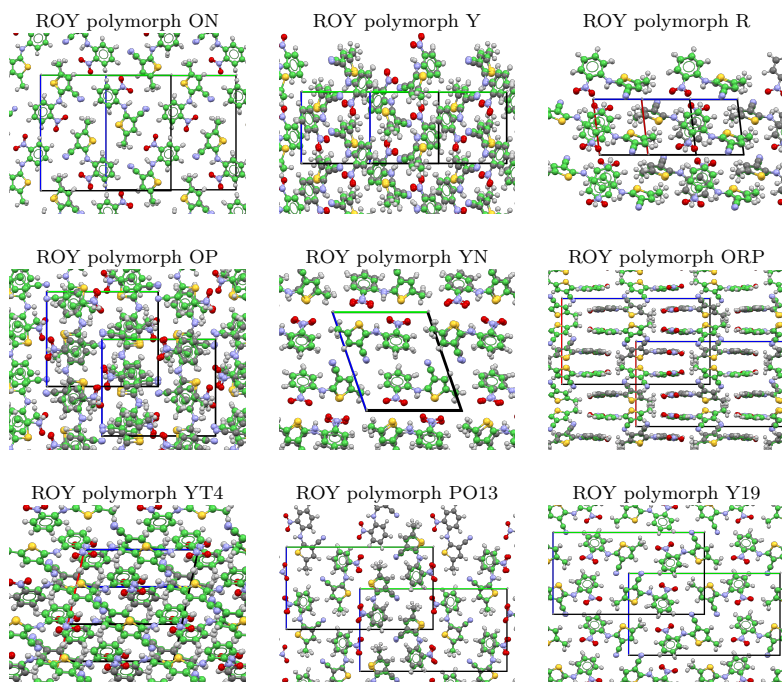 ROY polymorph ON
ROY polymorph Y
ROY polymorph R
ROY polymorph OP
ROY polymorph YN
ROY polymorph ORP
ROY polymorph YT4
ROY polymorph PO13
ROY polymorph Y19